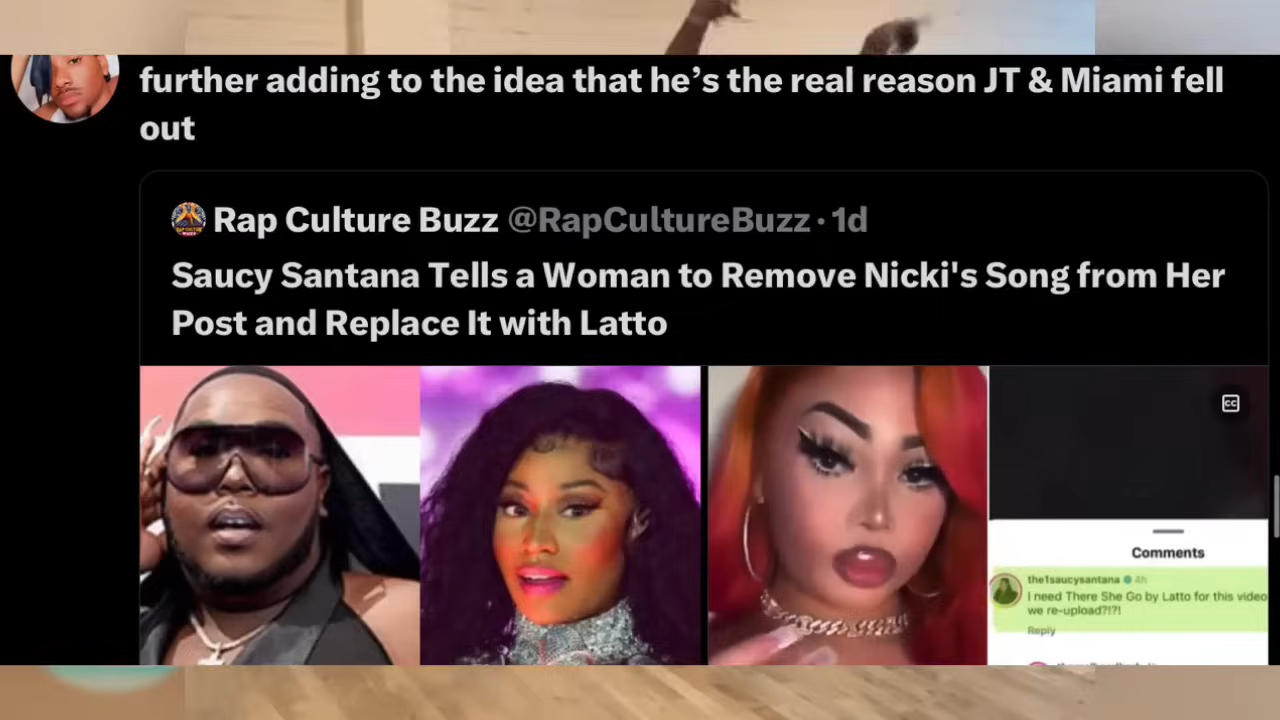 further adding to the idea that he’s the real reason JT & Miami fell
out
Rap Culture Buzz @RapCultureBuzz · 1d
Saucy Santana Tells a Woman to Remove Nicki's Song from Her
Post and Replace It with Latto
CC
Comments
the1saucysantana 4h
I need There She Go by Latto for this video
we re-upload?!?!
Reply